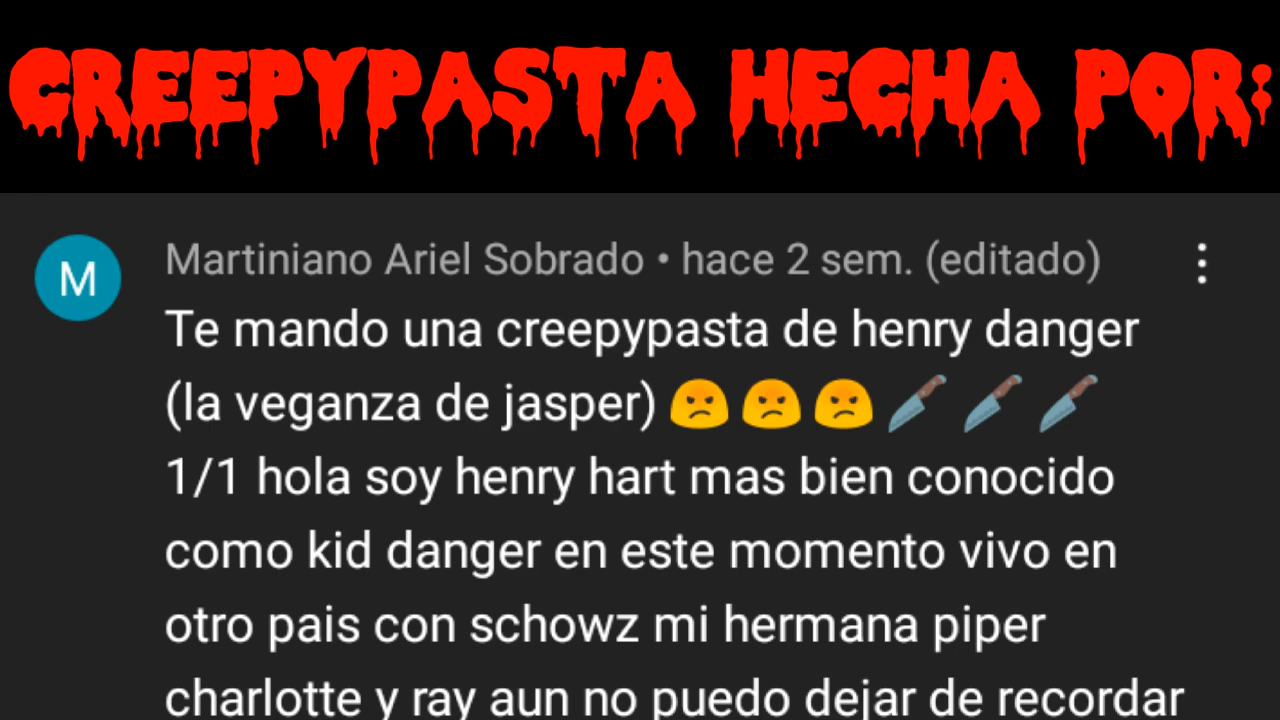 CREEPYPASTA HECHA POR:
M
Martiniano Ariel Sobrado • hace 2 sem. (editado)
Te mando una creepypasta de henry danger
(la veganza de jasper) 😠😠😠🔪🔪🔪
1/1 hola soy henry hart mas bien conocido
como kid danger en este momento vivo en
otro pais con schowz mi hermana piper
charlotte y ray aun no puedo dejar de recordar